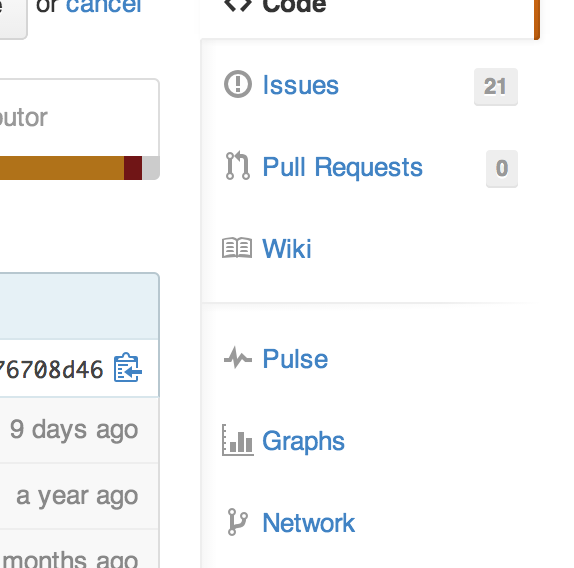 or cancel
Code
Issues 21
Pull Requests 0
Wiki
76708d46
9 days ago
a year ago
months ago
Pulse
Graphs
Network